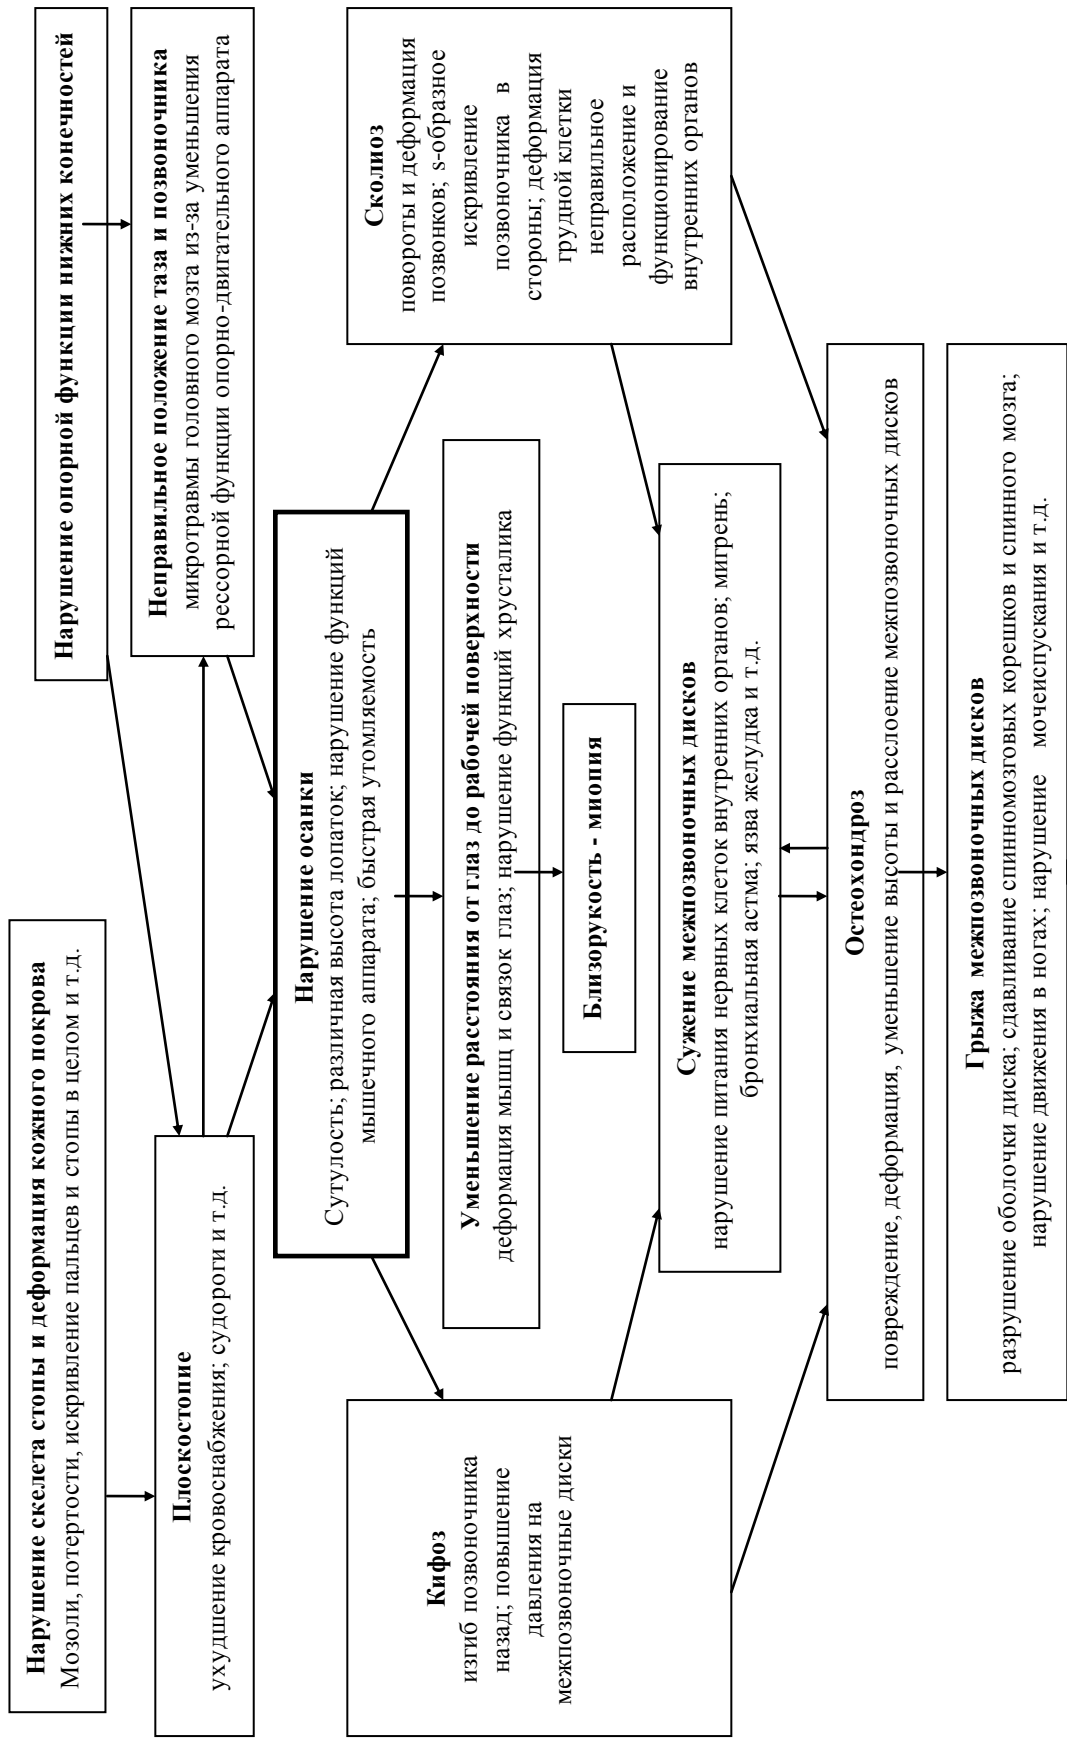 Нарушение скелета стопы и деформация кожного покрова
Мозоли, потертости, искривление пальцев и стопы в целом и т.д.
Нарушение опорной функции нижних конечностей
Плоскостопие
ухудшение кровоснабжения; судороги и т.д.
Неправильное положение таза и позвоночника
микротравмы головного мозга из-за уменьшения
рессорной функции опорно-двигательного аппарата
Нарушение осанки
Сутулость; различная высота лопаток; нарушение функций
мышечного аппарата; быстрая утомляемость
Кифоз
изгиб позвоночника
назад; повышение
давления на
межпозвоночные диски
Уменьшение расстояния от глаз до рабочей поверхности
деформация мышц и связок глаз; нарушение функций хрусталика
Сколиоз
повороты и деформация
позвонков; s-образное
искривление
позвоночника в
стороны; деформация
грудной клетки
неправильное
расположение и
функционирование
внутренних органов
Близорукость - миопия
Сужение межпозвоночных дисков
нарушение питания нервных клеток внутренних органов; мигрень;
бронхиальная астма; язва желудка и т.д.
Остеохондроз
повреждение, деформация, уменьшение высоты и расслоение межпозвоночных дисков
Грыжа межпозвоночных дисков
разрушение оболочки диска; сдавливание спинномозговых корешков и спинного мозга;
нарушение движения в ногах; нарушение мочеиспускания и т.д.